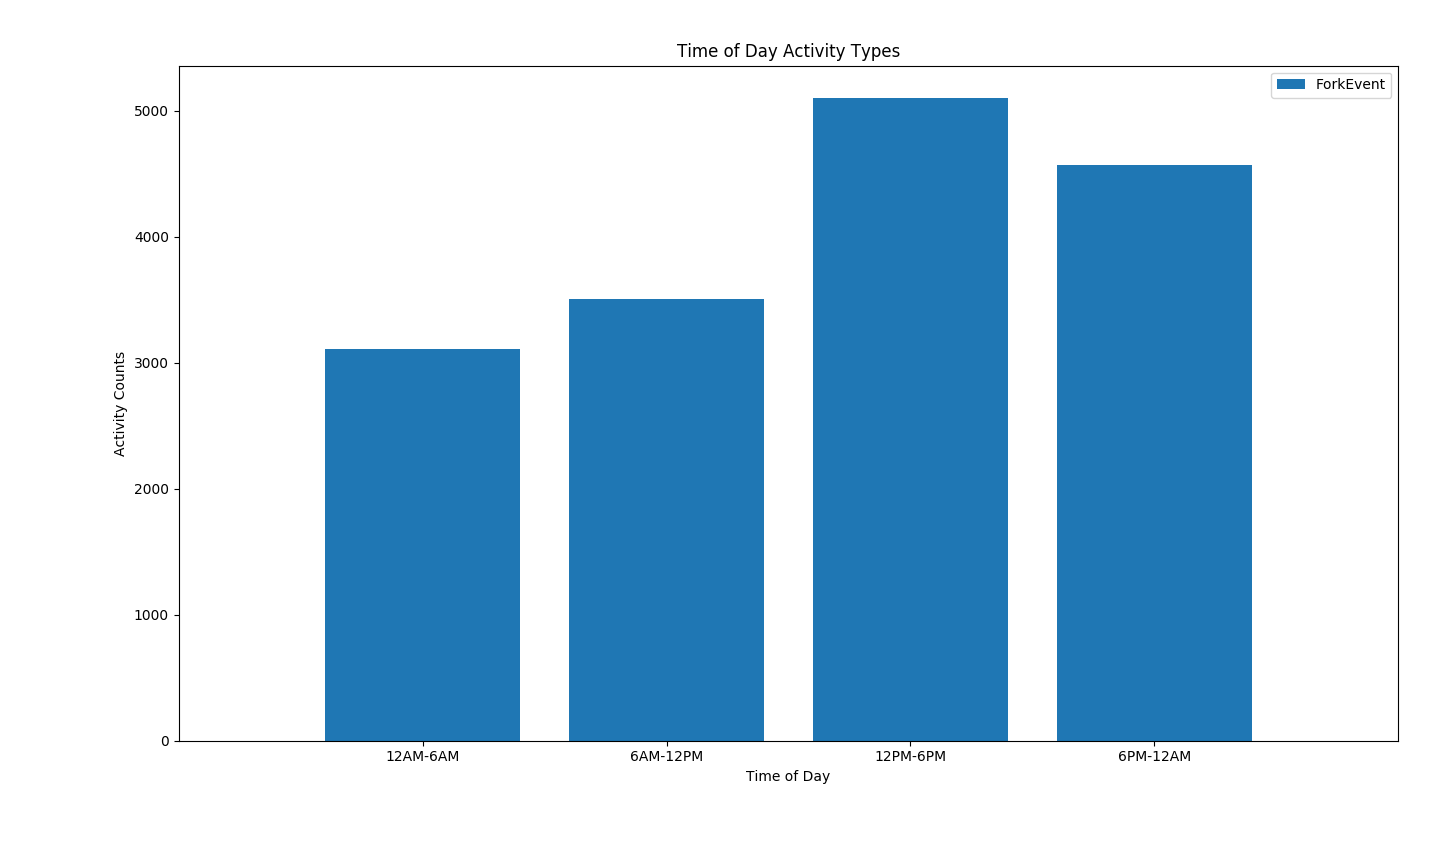 Time of Day Activity Types
ForkEvent
5000
4000
3000
2000
1000
0
Activity Counts
12AM-6AM 6AM-12PM 12PM-6PM 6PM-12AM
Time of Day